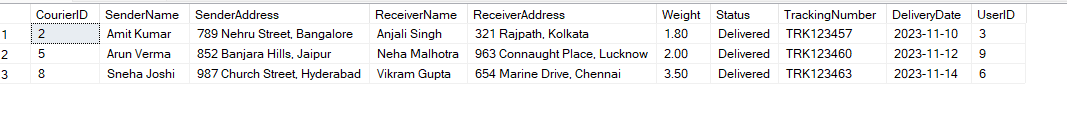 CourierID SenderName SenderAddress ReceiverName ReceiverAddress Weight Status TrackingNumber DeliveryDate UserID
1 2 Amit Kumar 789 Nehru Street, Bangalore Anjali Singh 321 Rajpath, Kolkata 1.80 Delivered TRK123457 2023-11-10 3
2 5 Arun Verma 852 Banjara Hills, Jaipur Neha Malhotra 963 Connaught Place, Lucknow 2.00 Delivered TRK123460 2023-11-12 9
3 8 Sneha Joshi 987 Church Street, Hyderabad Vikram Gupta 654 Marine Drive, Chennai 3.50 Delivered TRK123463 2023-11-14 6